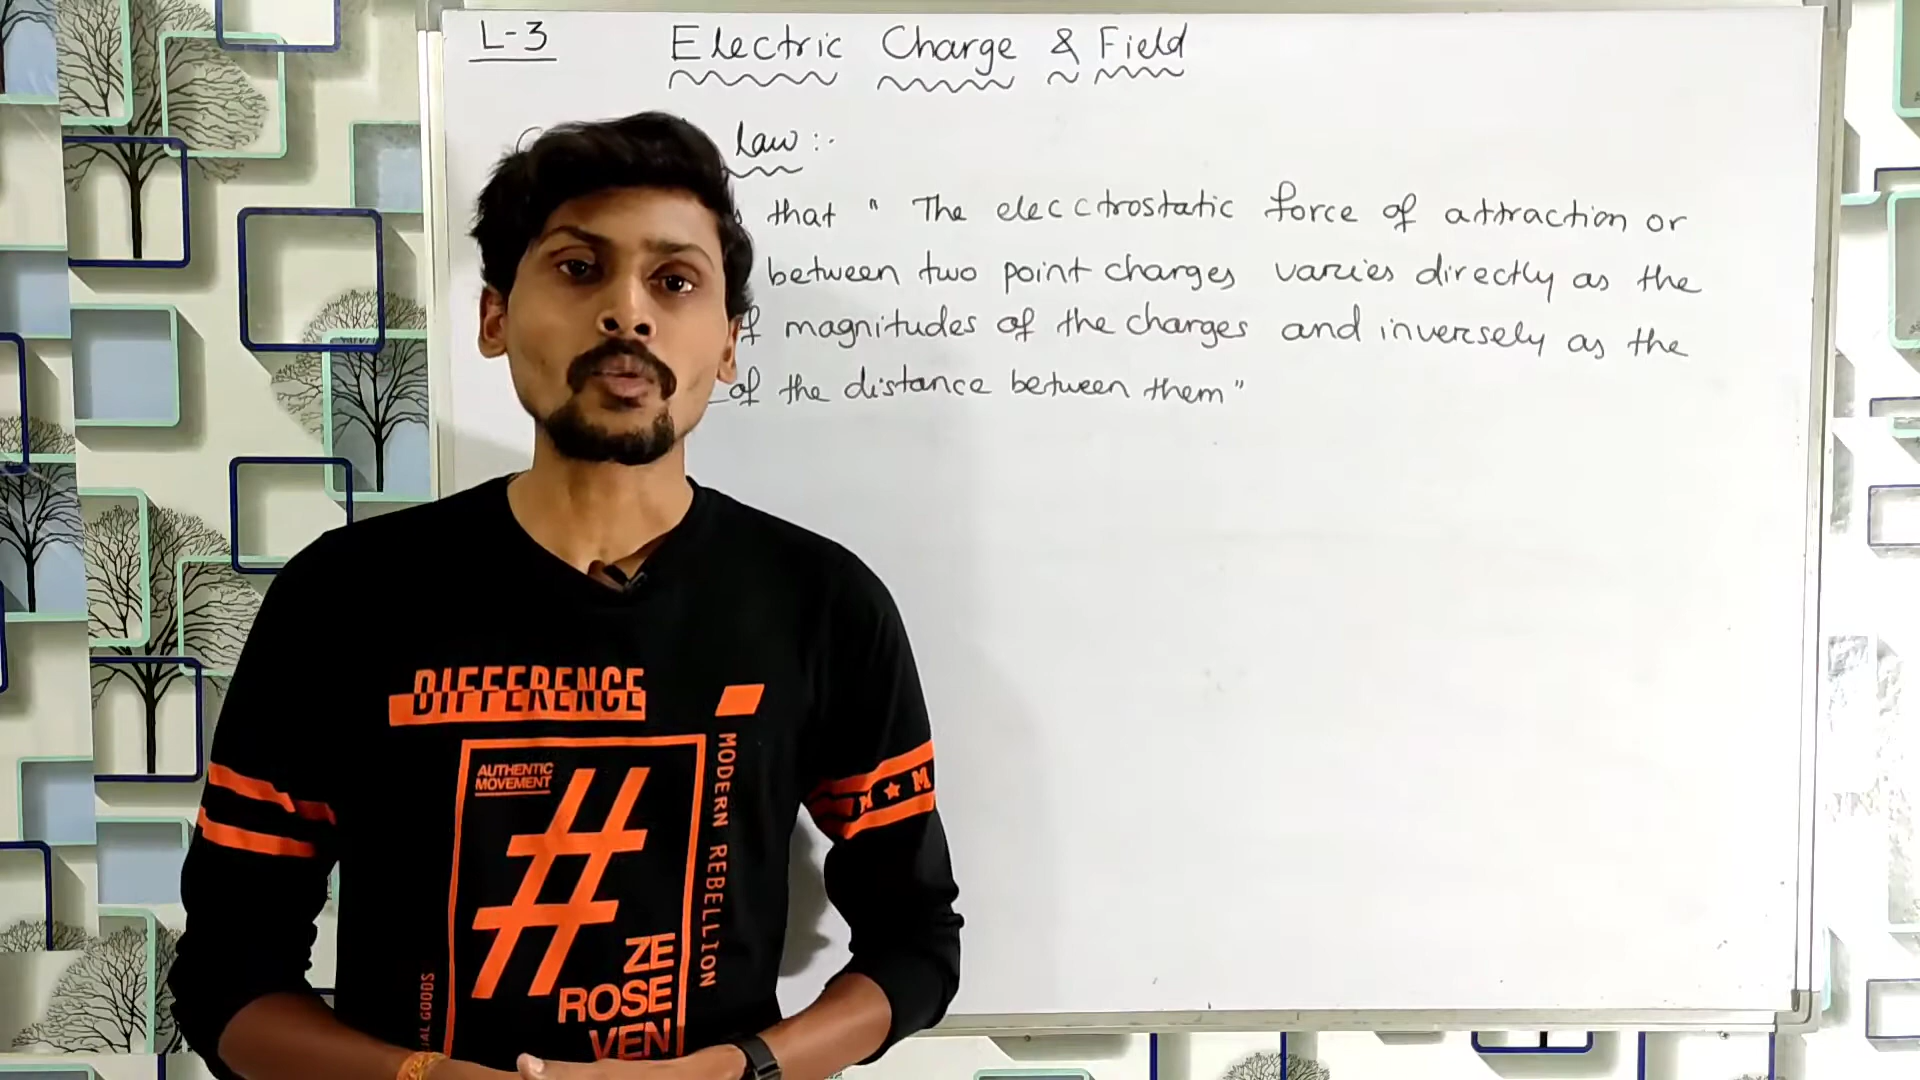 L-3
Electric Charge & Field
Law :-
that " The elecctrostatic force of attraction or
between two point charges varies directly as the
magnitudes of the charges and inversely as the
of the distance between them "
DIFFERENCE
AUTHENTIC
MOVEMENT
#
ZE
ROSE
VEN
MODERN REBELLION
GOODS
M